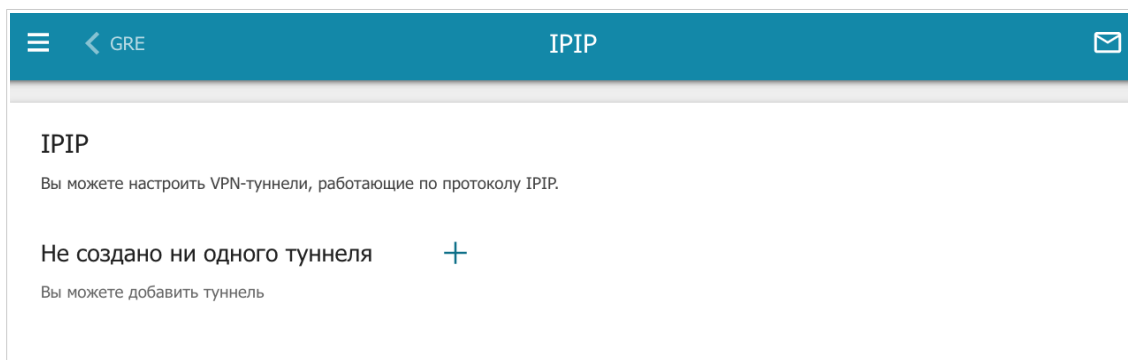 GRE
IPIP
IPIP
Вы можете настроить VPN-туннели, работающие по протоколу IPIP.
Не создано ни одного туннеля
Вы можете добавить туннель